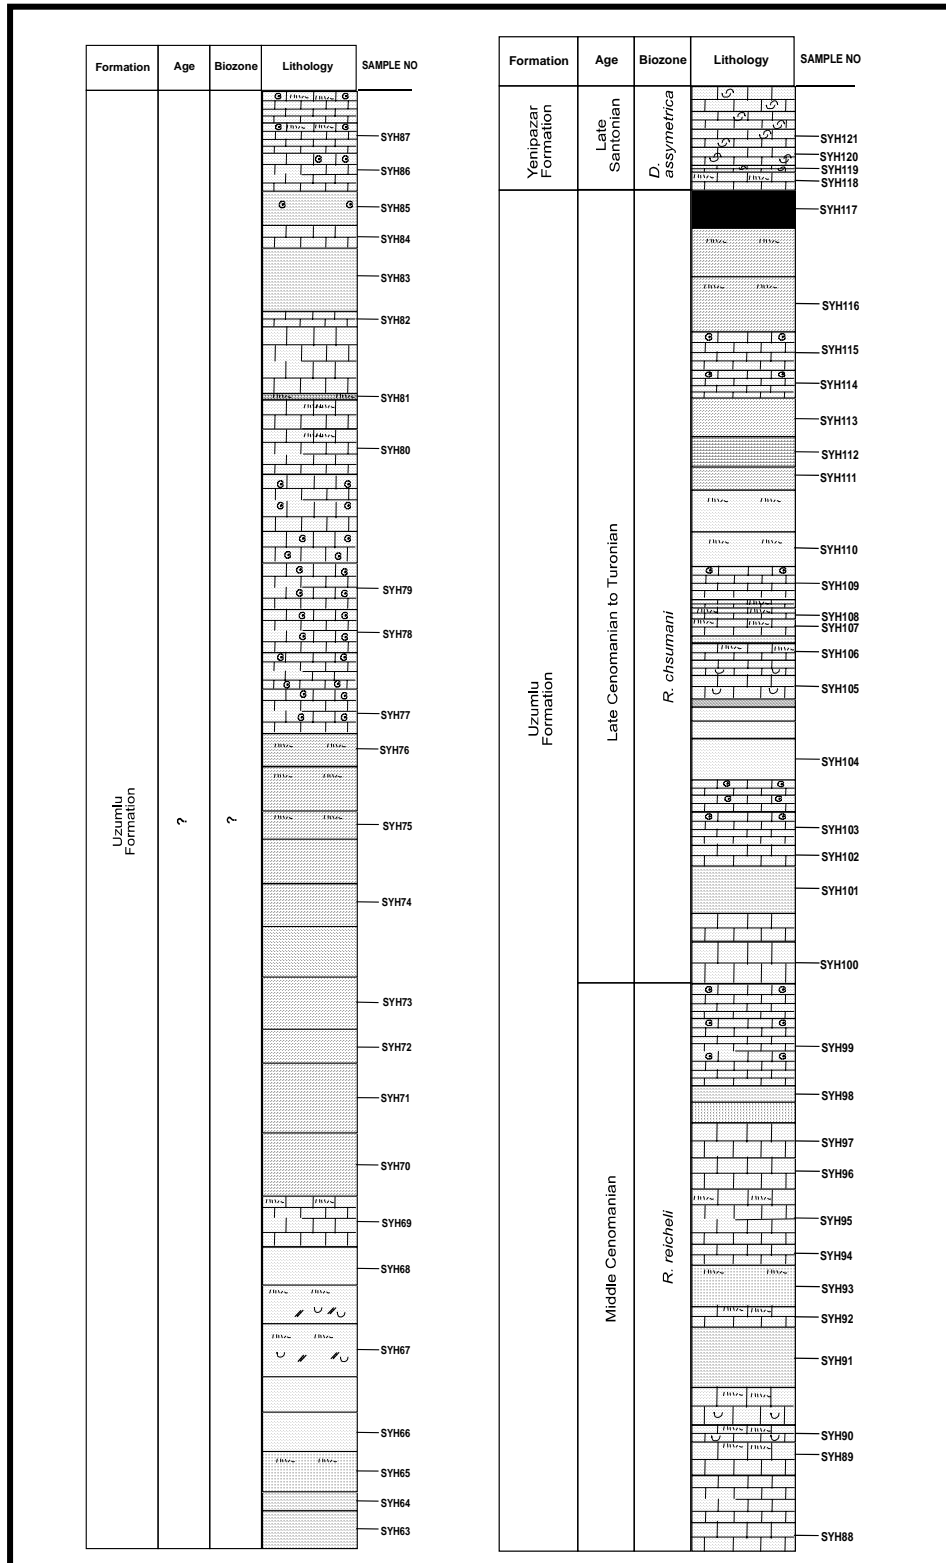 Formation Age Biozone Lithology SAMPLE NO
SYH87
SYH86
SYH85
SYH84
SYH83
SYH82
SYH81
SYH80
SYH79
SYH78
SYH77
SYH76
SYH75
SYH74
SYH73
SYH72
SYH71
SYH70
SYH69
SYH68
SYH67
SYH66
SYH65
SYH64
SYH63
Uzumlu
Formation
?
?
Formation Age Biozone Lithology SAMPLE NO
Yenipazar
Formation
Late
Santonian
D.
assymetrica
SYH121
SYH120
SYH119
SYH118
SYH117
SYH116
SYH115
SYH114
SYH113
SYH112
SYH111
SYH110
SYH109
SYH108
SYH107
SYH106
SYH105
SYH104
SYH103
SYH102
SYH101
SYH100
Uzumlu
Formation
Late Cenomanian to Turonian
R. chsumani
SYH99
SYH98
SYH97
SYH96
SYH95
SYH94
SYH93
SYH92
SYH91
SYH90
SYH89
SYH88
Middle Cenomanian
R. reicheli